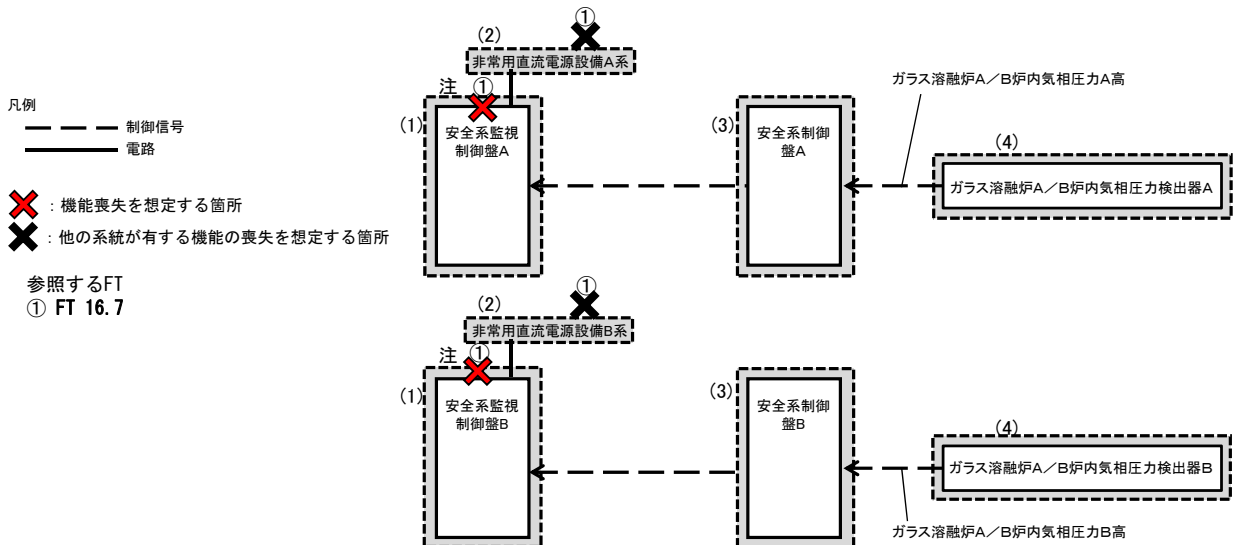 凡例
制御信号
電路
：機能喪失を想定する箇所
：他の系統が有する機能の喪失を想定する箇所
参照するFT
① FT 16.7
①
(2)
非常用直流電源設備A系
注 ①
(1)
安全系監視
制御盤A
(3)
安全系制御
盤A
ガラス溶融炉A／B炉内気相圧力A高
(4)
ガラス溶融炉A／B炉内気相圧力検出器A
①
(2)
非常用直流電源設備B系
注 ①
(1)
安全系監視
制御盤B
(3)
安全系制御
盤B
(4)
ガラス溶融炉A／B炉内気相圧力検出器B
ガラス溶融炉A／B炉内気相圧力B高